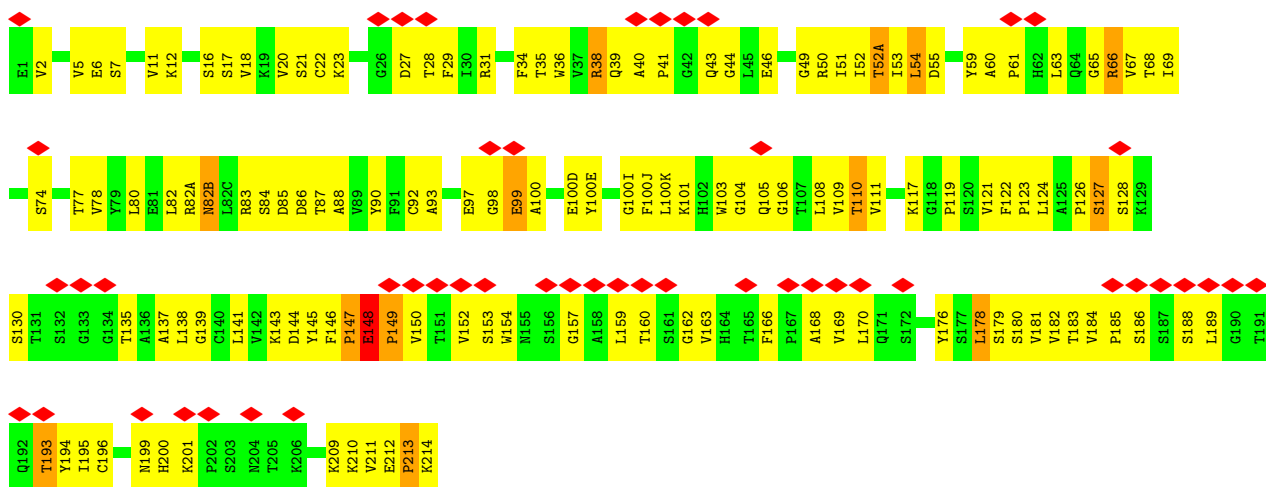 E1 V2 V5 E6 S7 V11 K12 S16 S17 V18 K19 V20 S21 C22 K23 G26 D27 T28 F29 I30 R31 F34 T35 W36 V37 R38 Q39 A40 P41 G42 Q43 G44 L45 E46 G49 R50 I51 I52 T52A I53 L54 D55 Y59 A60 P61 H62 L63 Q64 G65 R66 V67 T68 I69
S74 T77 V78 Y79 L80 E81 L82 R82A N82B L82C R83 S84 D85 D86 T87 A88 V89 Y90 F91 C92 A93 E97 G98 E99 A100 E100D Y100E G100I F100J L100K K101 H102 W103 G104 Q105 G106 T107 L108 V109 T110 V111 K117 G118 P119 S120 V121 F122 P123 L124 A125 P126 S127 S128 K129
S130 T131 S132 G133 G134 T135 A136 A137 L138 G139 C140 L141 V142 K143 D144 Y145 F146 P147 E148 P149 V150 T151 V152 S153 W154 N155 S156 G157 A158 L159 T160 S161 G162 V163 H164 T165 F166 P167 A168 V169 L170 Q171 S172 Y176 S177 L178 S179 S180 V181 V182 T183 V184 P185 S186 S187 S188 L189 G190 T191
Q192 T193 Y194 I195 C196 N199 H200 K201 P202 S203 N204 T205 K206 K209 K210 V211 E212 P213 K214